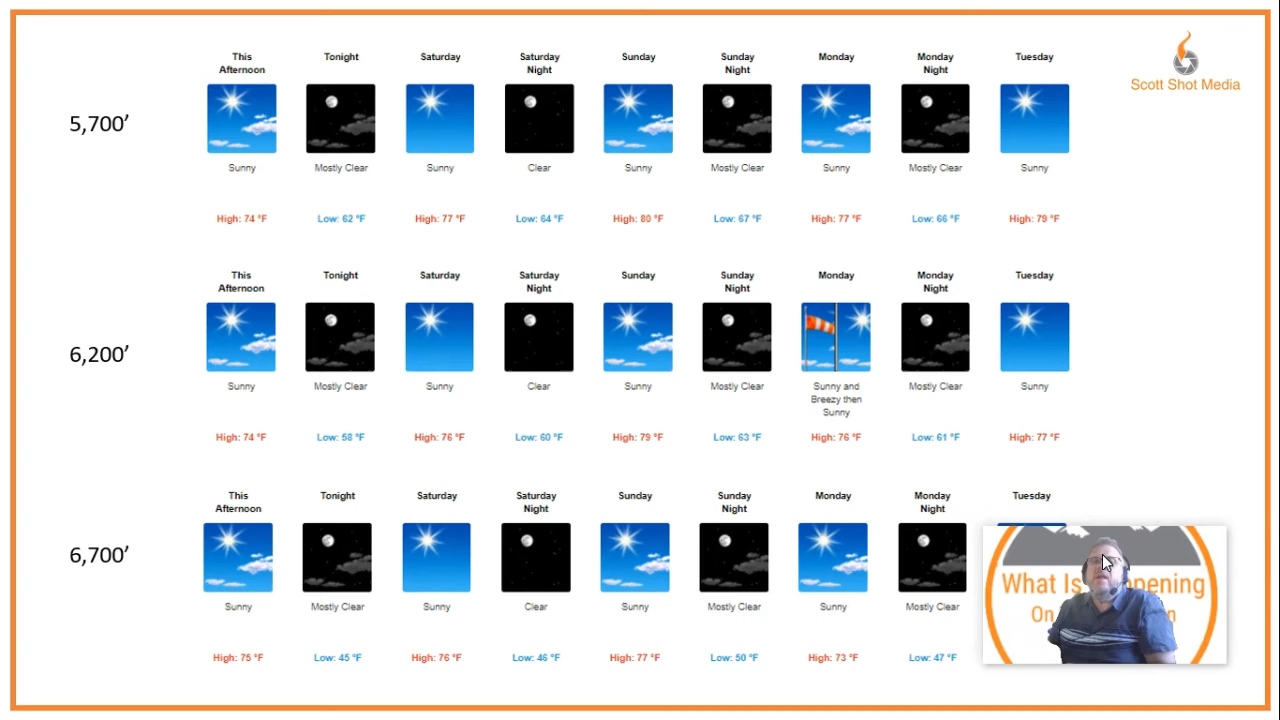 This Tonight Saturday Saturday Sunday Sunday Monday Monday Tuesday
Afternoon Night Night Night
Scott Shot Media
5,700’
Sunny Mostly Clear Sunny Clear Sunny Mostly Clear Sunny Mostly Clear Sunny
High: 74 °F Low: 62 °F High: 77 °F Low: 64 °F High: 80 °F Low: 67 °F High: 77 °F Low: 66 °F High: 79 °F
This Tonight Saturday Saturday Sunday Sunday Monday Monday Tuesday
Afternoon Night Night Night
6,200’
Sunny Mostly Clear Sunny Clear Sunny Mostly Clear Sunny and Mostly Clear Sunny
Breezy then
Sunny
High: 74 °F Low: 58 °F High: 76 °F Low: 60 °F High: 79 °F Low: 63 °F High: 76 °F Low: 61 °F High: 77 °F
This Tonight Saturday Saturday Sunday Sunday Monday Monday Tuesday
Afternoon Night Night Night
6,700’
Sunny Mostly Clear Sunny Clear Sunny Mostly Clear Sunny Mostly Clear
High: 75 °F Low: 45 °F High: 76 °F Low: 46 °F High: 77 °F Low: 50 °F High: 73 °F Low: 47 °F
What Is
On